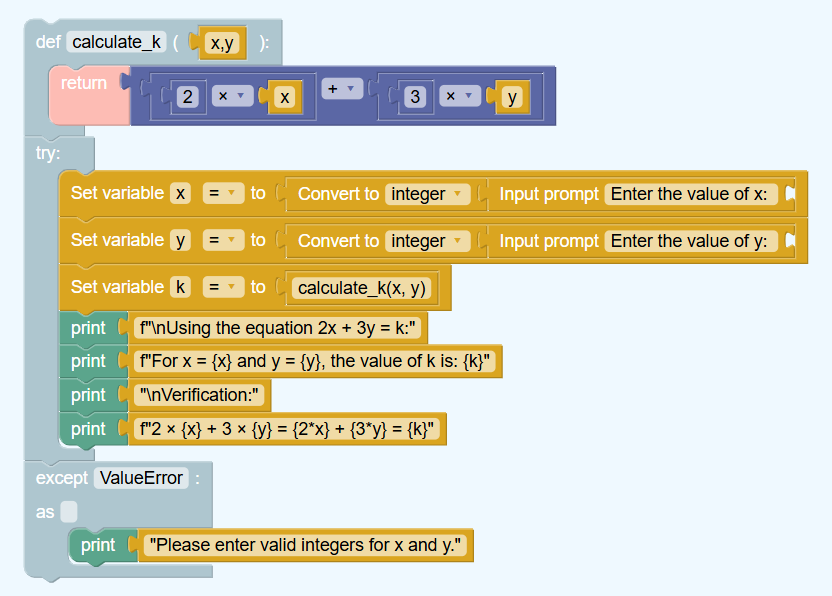 def calculate_k ( x,y ):
return 2 × x + 3 × y
try:
Set variable x = to Convert to integer Input prompt Enter the value of x:
Set variable y = to Convert to integer Input prompt Enter the value of y:
Set variable k = to calculate_k(x, y)
print f"\nUsing the equation 2x + 3y = k:"
print f"For x = {x} and y = {y}, the value of k is: {k}"
print "\nVerification:"
print f"2 × {x} + 3 × {y} = {2*x} + {3*y} = {k}"
except ValueError :
as
print "Please enter valid integers for x and y."